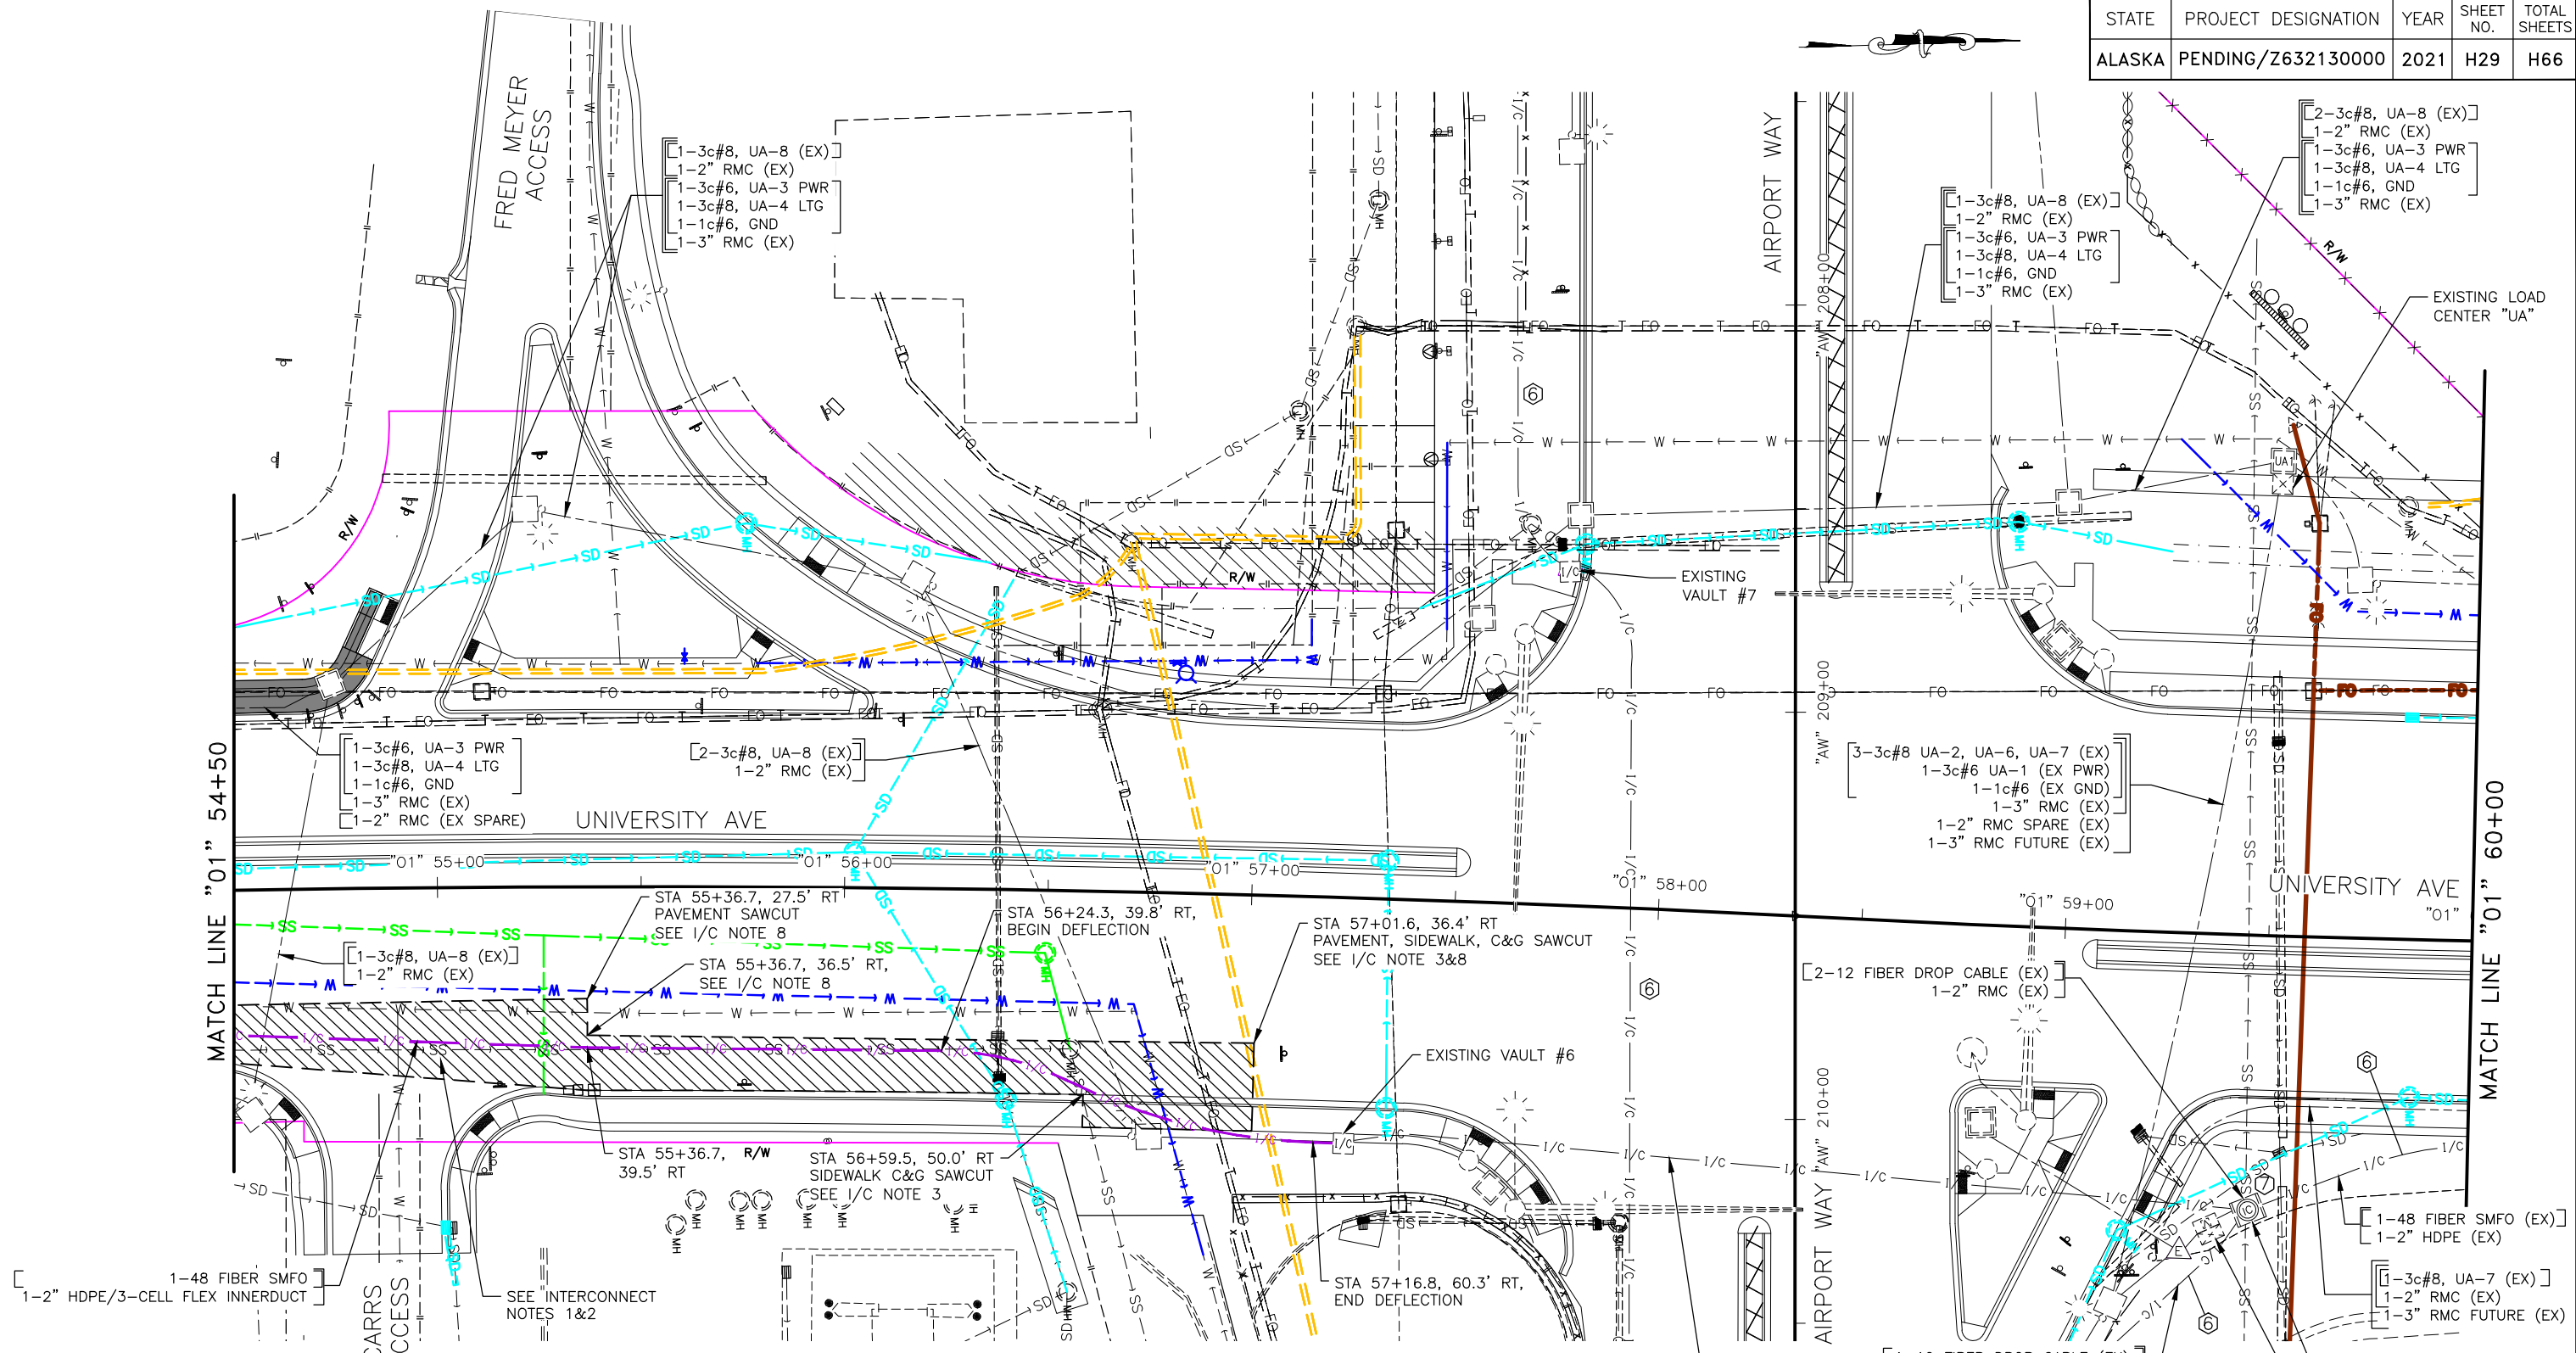 STATE
PROJECT DESIGNATION
YEAR
SHEET NO.
TOTAL SHEETS
ALASKA
PENDING/Z632130000
2021
H29
H66
FRED MEYER
ACCESS
1-3c#8, UA-8 (EX)
1-2" RMC (EX)
1-3c#6, UA-3 PWR
1-3c#8, UA-4 LTG
1-1c#6, GND
1-3" RMC (EX)
AIRPORT WAY
"AW" 208+00
1-3c#8, UA-8 (EX)
1-2" RMC (EX)
1-3c#6, UA-3 PWR
1-3c#8, UA-4 LTG
1-1c#6, GND
1-3" RMC (EX)
2-3c#8, UA-8 (EX)
1-2" RMC (EX)
1-3c#6, UA-3 PWR
1-3c#8, UA-4 LTG
1-1c#6, GND
1-3" RMC (EX)
R/W
EXISTING LOAD
CENTER "UA"
UA1
R/W
R/W
EXISTING
VAULT #7
"AW" 209+00
MATCH LINE "01" 54+50
1-3c#6, UA-3 PWR
1-3c#8, UA-4 LTG
1-1c#6, GND
1-3" RMC (EX)
1-2" RMC (EX SPARE)
2-3c#8, UA-8 (EX)
1-2" RMC (EX)
3-3c#8 UA-2, UA-6, UA-7 (EX)
1-3c#6 UA-1 (EX PWR)
1-1c#6 (EX GND)
1-3" RMC (EX)
1-2" RMC SPARE (EX)
1-3" RMC FUTURE (EX)
UNIVERSITY AVE
"01" 55+00
"01" 56+00
"01" 57+00
"01" 58+00
"01" 59+00
UNIVERSITY AVE
"01"
MATCH LINE "01" 60+00
STA 55+36.7, 27.5' RT
PAVEMENT SAWCUT
SEE I/C NOTE 8
STA 56+24.3, 39.8' RT,
BEGIN DEFLECTION
STA 57+01.6, 36.4' RT
PAVEMENT, SIDEWALK, C&G SAWCUT
SEE I/C NOTE 3&8
1-3c#8, UA-8 (EX)
1-2" RMC (EX)
STA 55+36.7, 36.5' RT,
SEE I/C NOTE 8
2-12 FIBER DROP CABLE (EX)
1-2" RMC (EX)
EXISTING VAULT #6
6
6
6
7
6
STA 55+36.7,
39.5' RT
R/W
STA 56+59.5, 50.0' RT
SIDEWALK C&G SAWCUT
SEE I/C NOTE 3
"AW" 210+00
AIRPORT WAY
1-48 FIBER SMFO
1-2" HDPE/3-CELL FLEX INNERDUCT
SEE INTERCONNECT
NOTES 1&2
STA 57+16.8, 60.3' RT,
END DEFLECTION
1-48 FIBER SMFO (EX)
1-2" HDPE (EX)
1-3c#8, UA-7 (EX)
1-2" RMC (EX)
1-3" RMC FUTURE (EX)